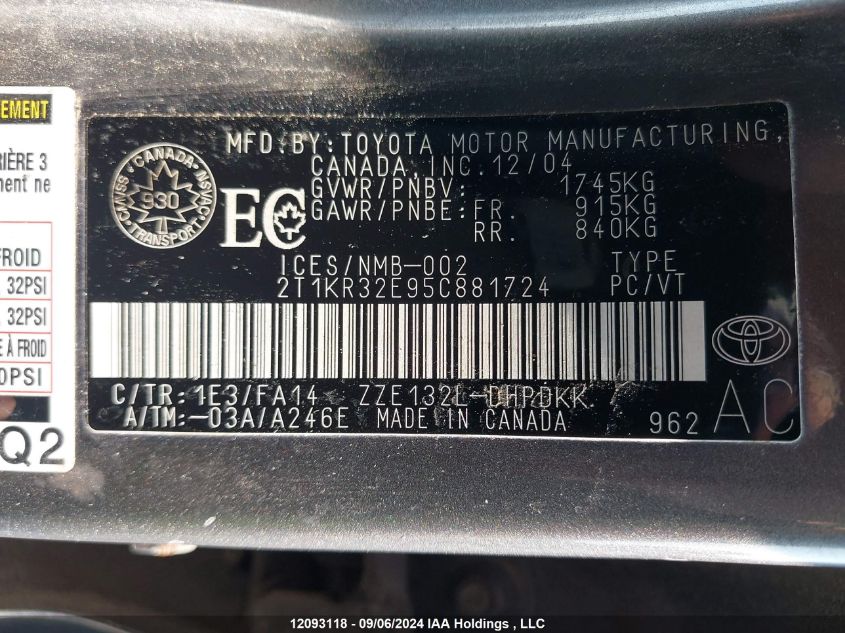 EMENT
RIÈRE 3
ment ne
FROID
32PSI
32PSI
E À FROID
0PSI
Q2
MFD.BY:TOYOTA MOTOR MANUFACTURING,
CANADA,INC.12/04
GVWR/PNBV: 1745KG
GAWR/PNBE:FR. 915KG
RR. 840KG
CANADA
930
TRANSPORT
NSVAC
CMVSS
EC
ICES/NMB-002 TYPE
2T1KR32E95C881724 PC/VT
C/TR:1E3/FA14 ZZE132L-DHPDKK
A/TM:-03A/A246E MADE IN CANADA
962 AC
12093118 - 09/06/2024 IAA Holdings , LLC